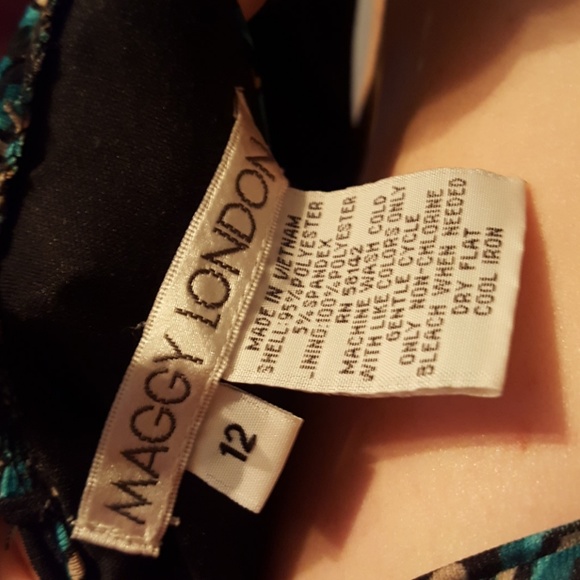 MAGGY LONDON
12
MADE IN VIETNAM
SHELL:95%POLYESTER
5%SPANDEX
LINING:100%POLYESTER
RN 58142
MACHINE WASH COLD
WITH LIKE COLORS ONLY
GENTLE CYCLE
ONLY NON-CHLORINE
BLEACH WHEN NEEDED
DRY FLAT
COOL IRON